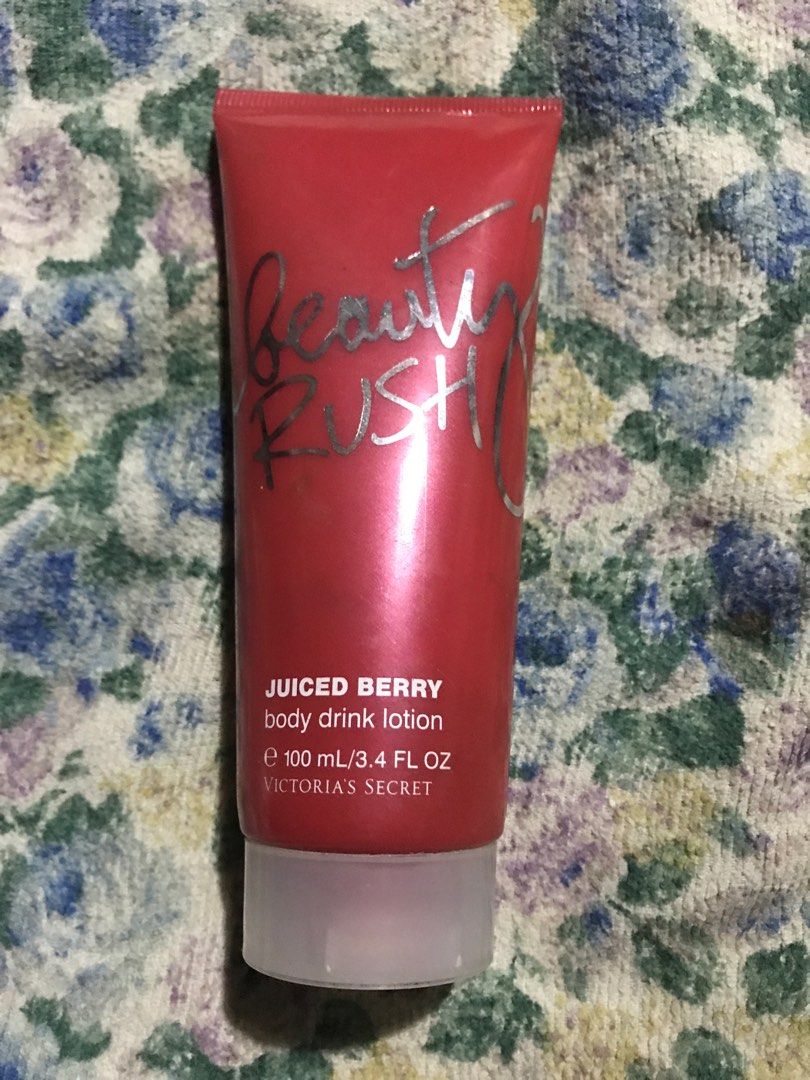 beauty
RUSH
JUICED BERRY
body drink lotion
℮ 100 mL/3.4 FL OZ
VICTORIA'S SECRET